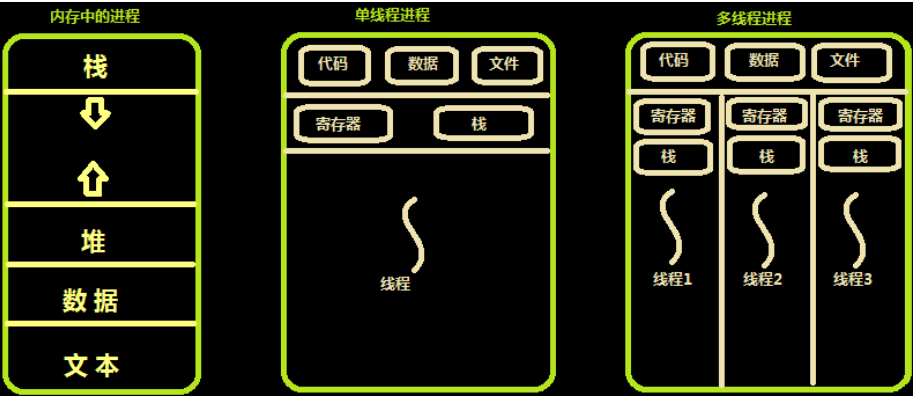 内存中的进程
栈
堆
数据
文本
单线程进程
代码 数据 文件
寄存器 栈
线程
多线程进程
代码 数据 文件
寄存器 寄存器 寄存器
栈 栈 栈
线程1 线程2 线程3